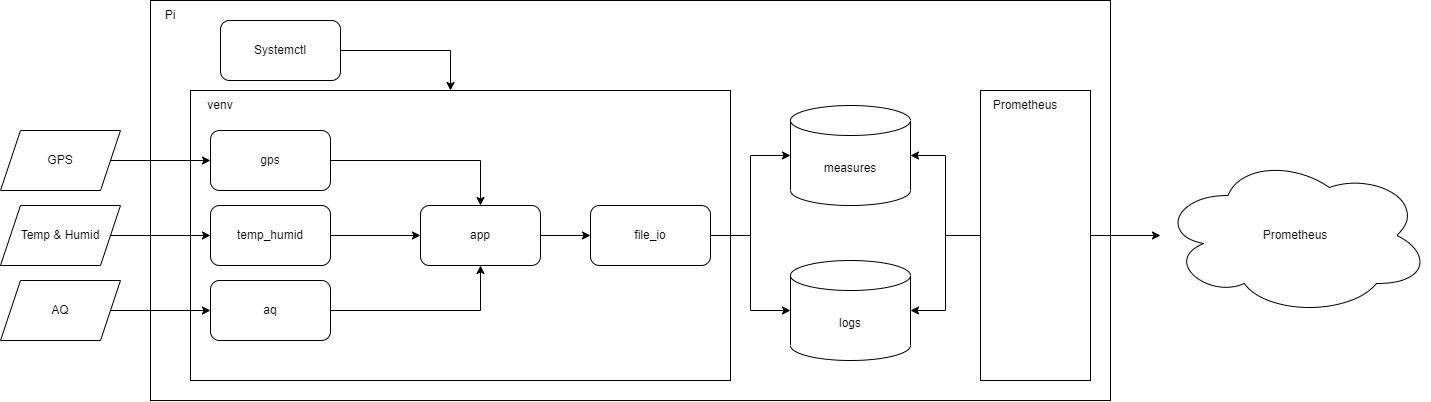 Pi
Systemctl
venv
Prometheus
GPS
gps
measures
Temp & Humid
temp_humid
app
file_io
Prometheus
AQ
aq
logs